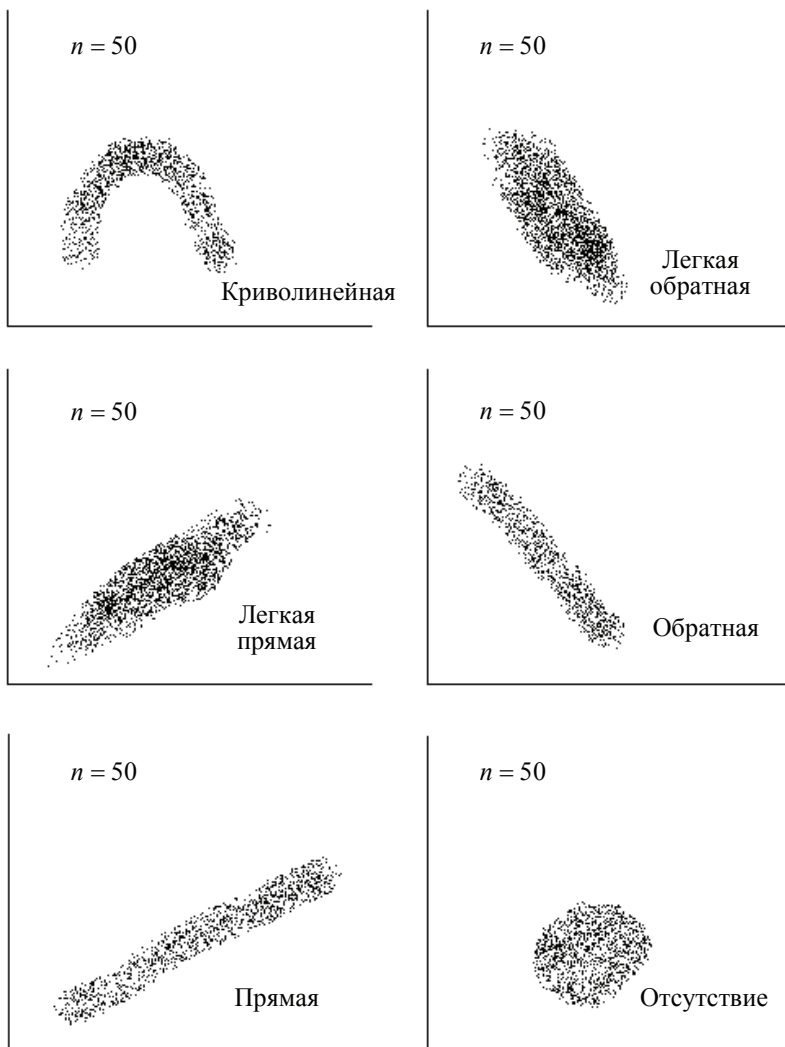 n = 50
Криволинейная
n = 50
Легкая
обратная
n = 50
Легкая
прямая
n = 50
Обратная
n = 50
Прямая
n = 50
Отсутствие